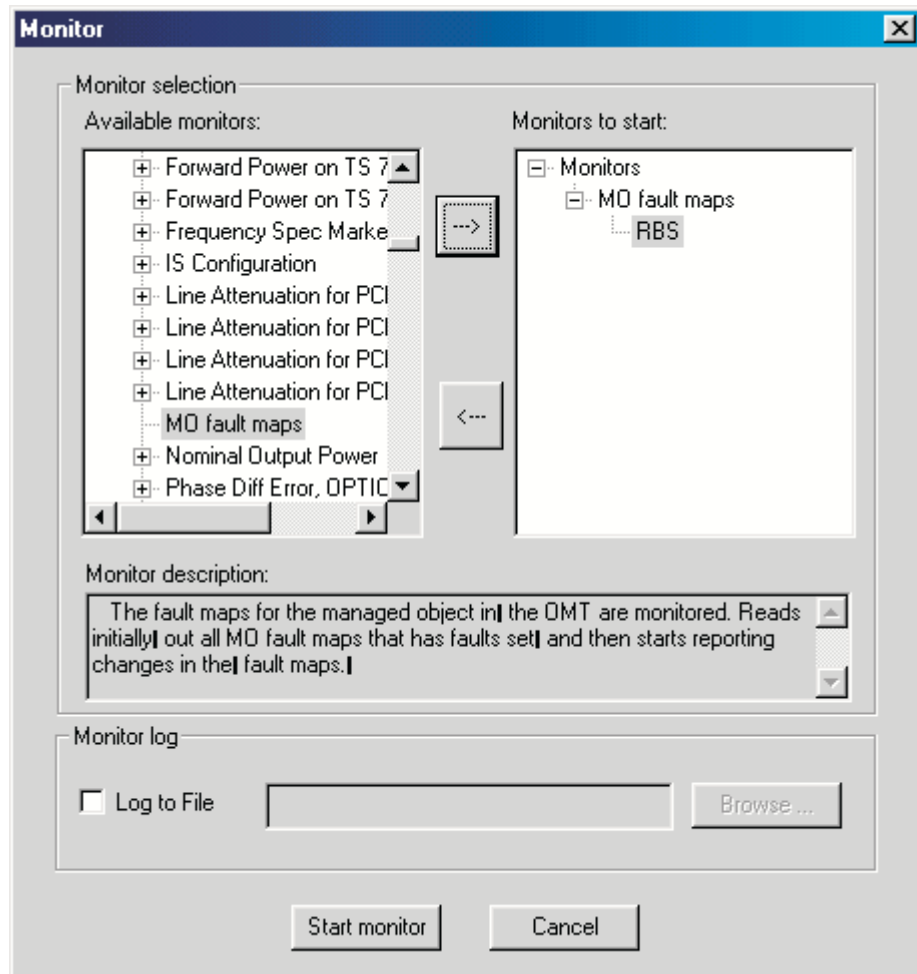 Monitor
Monitor selection
Available monitors:
Forward Power on TS 7
Forward Power on TS 7
Frequency Spec Marke
IS Configuration
Line Attenuation for PCI
Line Attenuation for PCI
Line Attenuation for PCI
Line Attenuation for PCI
MO fault maps
Nominal Output Power
Phase Diff Error, OPTIC
--->
<---
Monitors to start:
Monitors
MO fault maps
RBS
Monitor description:
The fault maps for the managed object in the OMT are monitored. Reads
initially out all MO fault maps that has faults set and then starts reporting
changes in the fault maps.
Monitor log
Log to File
Browse ...
Start monitor
Cancel